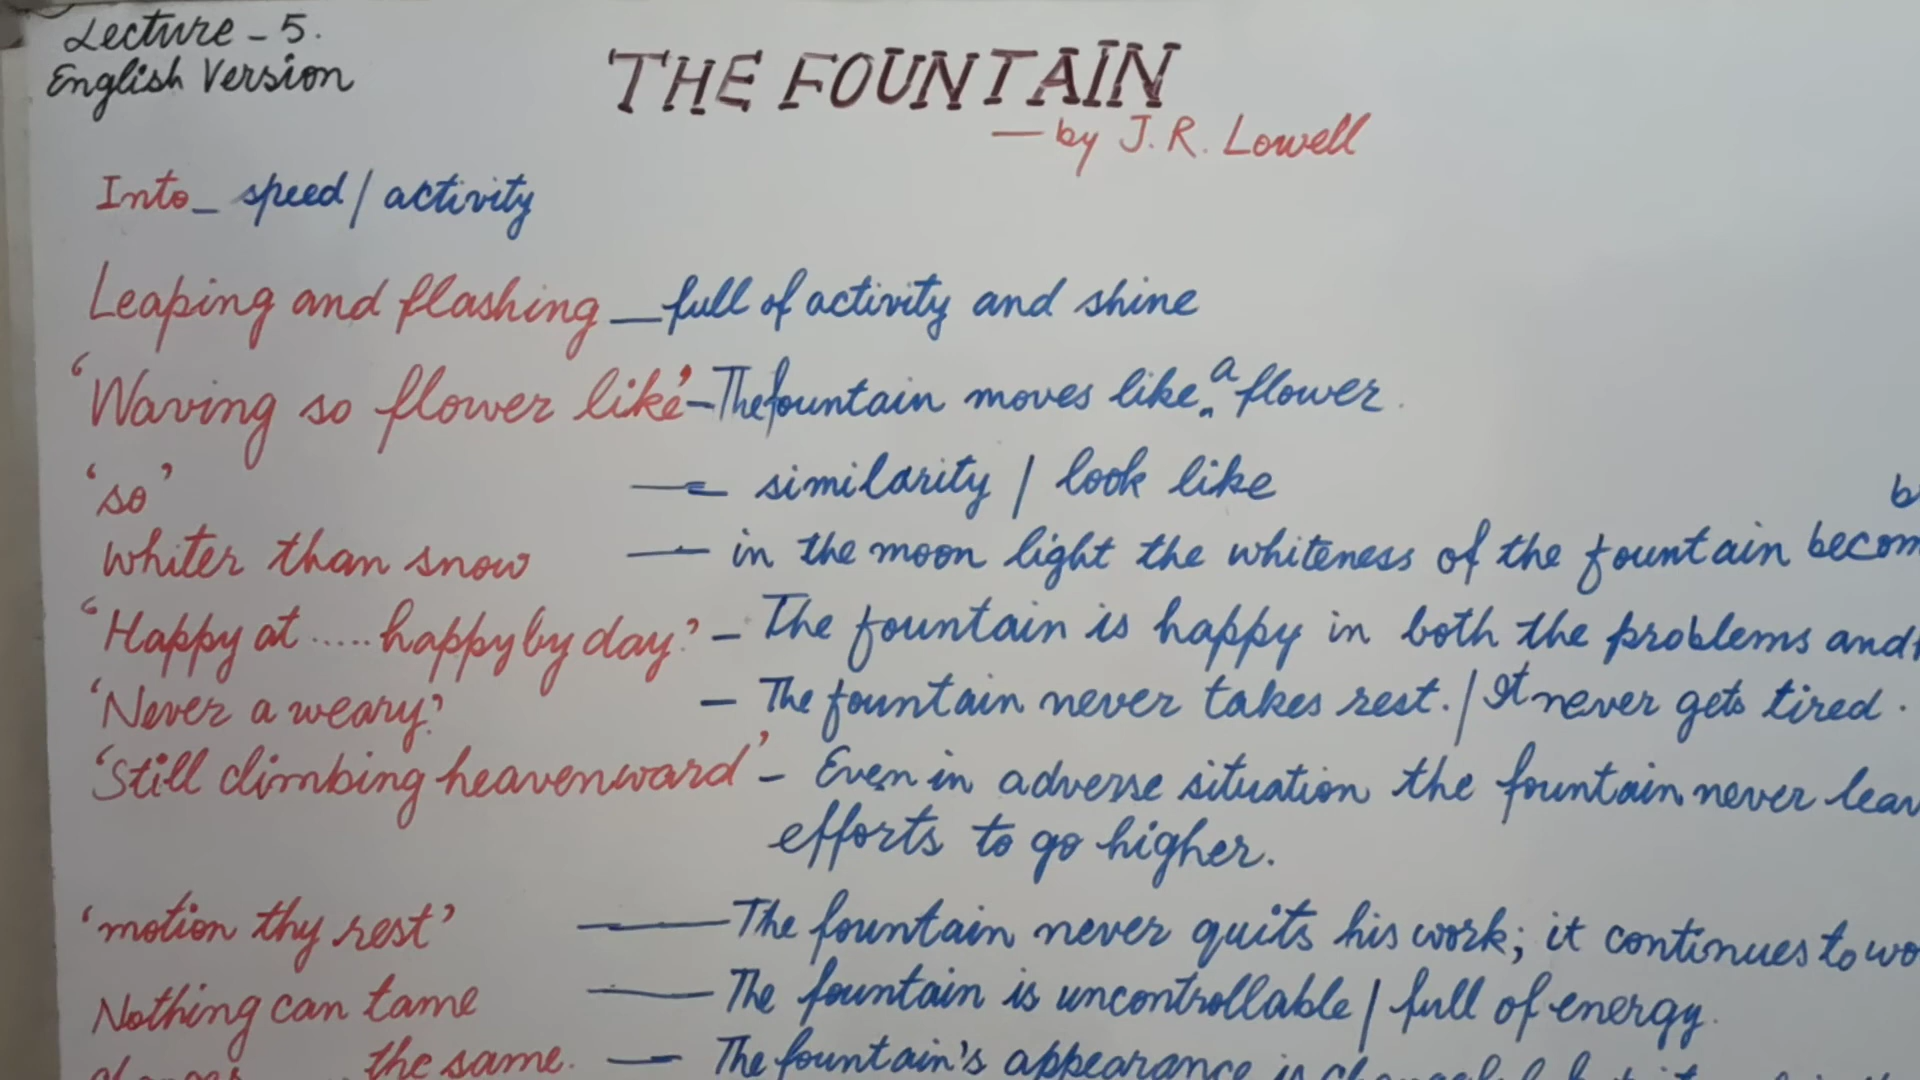 Lecture - 5.
English Version
THE FOUNTAIN
— by J. R. Lowell
Into _ speed / activity
Leaping and flashing _ full of activity and shine
'Waving so flower like' - The fountain moves like a flower.
'so' — similarity / look like
whiter than snow — in the moon light the whiteness of the fountain becom
'Happy at ..... happy by day' - The fountain is happy in both the problems and
'Never a weary' - The fountain never takes rest. / It never gets tired.
'Still climbing heavenward' - Even in adverse situation the fountain never leav
efforts to go higher.
'motion thy rest' — The fountain never quits his work; it continues to wo
Nothing can tame — The fountain is uncontrollable / full of energy.
the same. — The fountain's appearance is